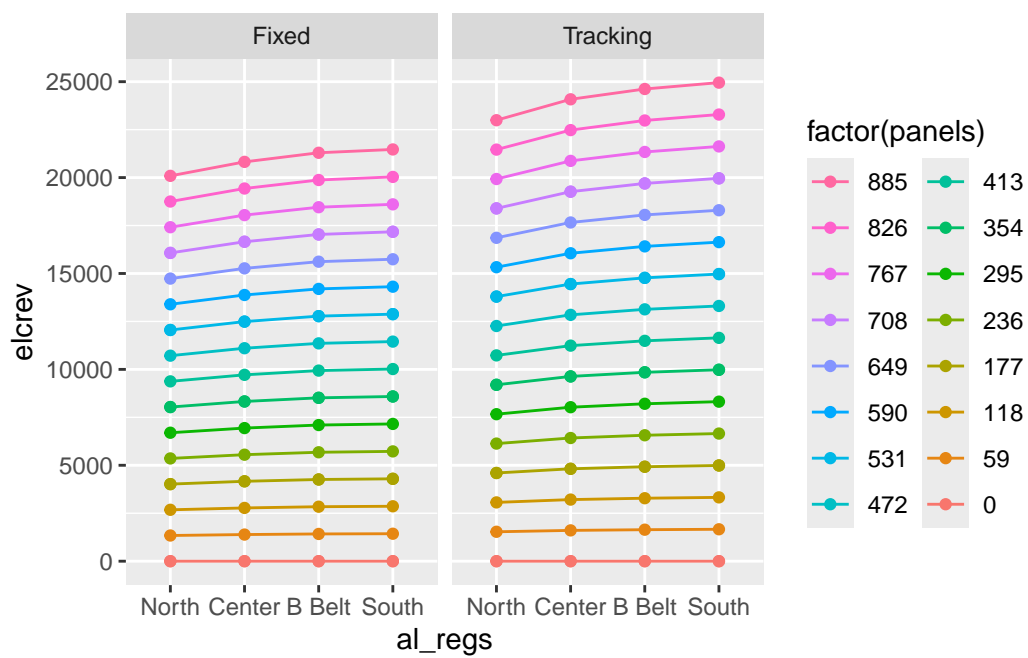 Fixed Tracking
25000
20000
15000
10000
5000
0
elcrev
North Center B Belt South North Center B Belt South
al_regs
factor(panels)
885 413
826 354
767 295
708 236
649 177
590 118
531 59
472 0